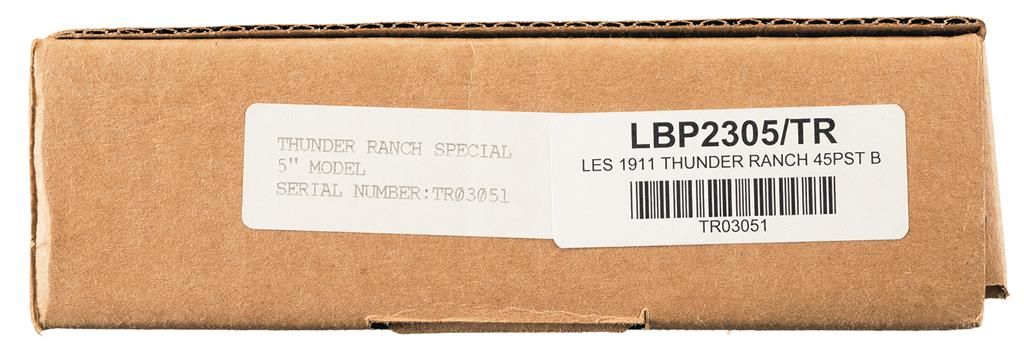 THUNDER RANCH SPECIAL
5" MODEL
SERIAL NUMBER:TR03051
LBP2305/TR
LES 1911 THUNDER RANCH 45PST B
TR03051